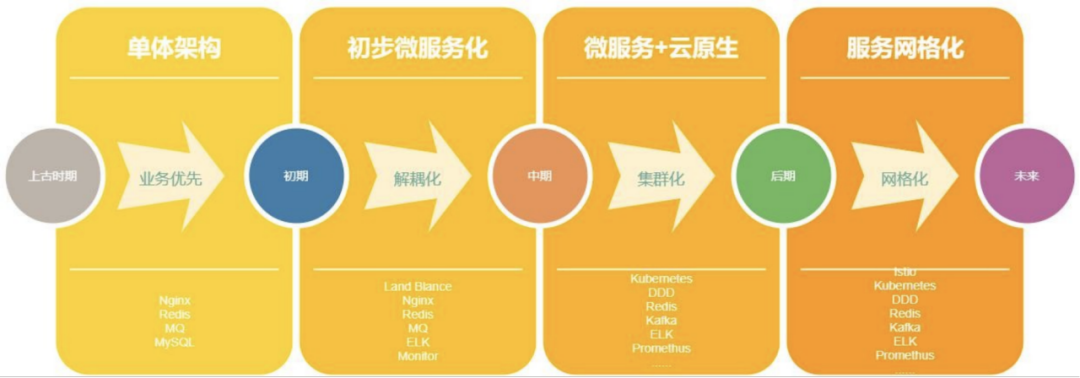 单体架构
初步微服务化
微服务+云原生
服务网格化
上古时期
业务优先
初期
解耦化
中期
集群化
后期
网格化
未来
Nginx
Redis
MQ
MySQL
Land Blance
Nginx
Redis
MQ
ELK
Monitor
Kubernetes
DDD
Redis
Kafka
ELK
Promethus
......
Istio
Kubernetes
DDD
Redis
Kafka
ELK
Promethus
......